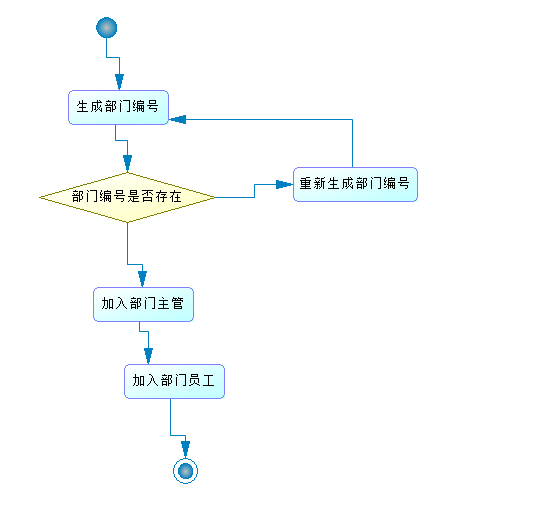 生成部门编号
重新生成部门编号
部门编号是否存在
加入部门主管
加入部门员工